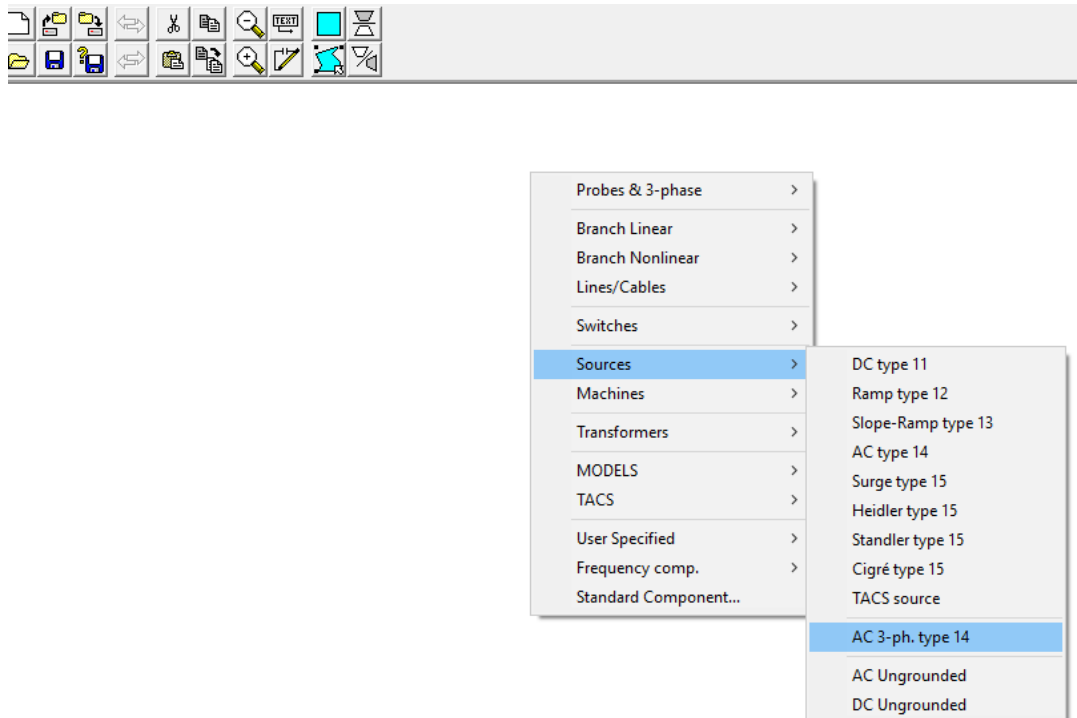 TEXT
Probes & 3-phase
Branch Linear
Branch Nonlinear
Lines/Cables
Switches
Sources
Machines
Transformers
MODELS
TACS
User Specified
Frequency comp.
Standard Component...
DC type 11
Ramp type 12
Slope-Ramp type 13
AC type 14
Surge type 15
Heidler type 15
Standler type 15
Cigré type 15
TACS source
AC 3-ph. type 14
AC Ungrounded
DC Ungrounded